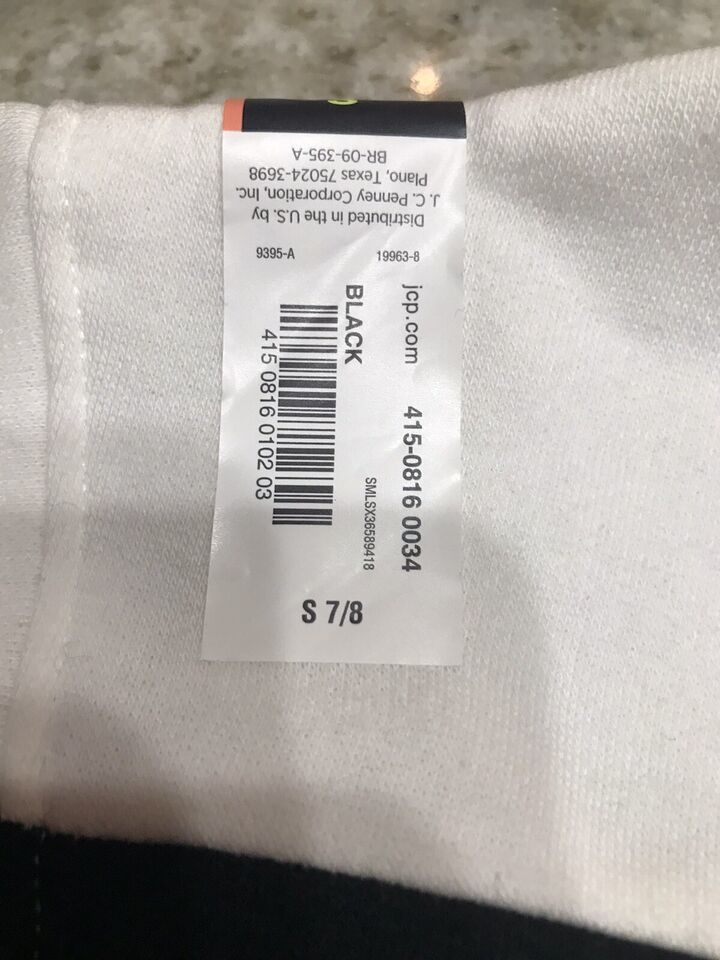 Distributed in the U.S. by
J. C. Penney Corporation, Inc.
Plano, Texas 75024-3698
BR-09-395-A
19963-8
9395-A
jcp.com
415-0816 0034
SMLSX36589418
BLACK
415 0816 0102 03
S 7/8